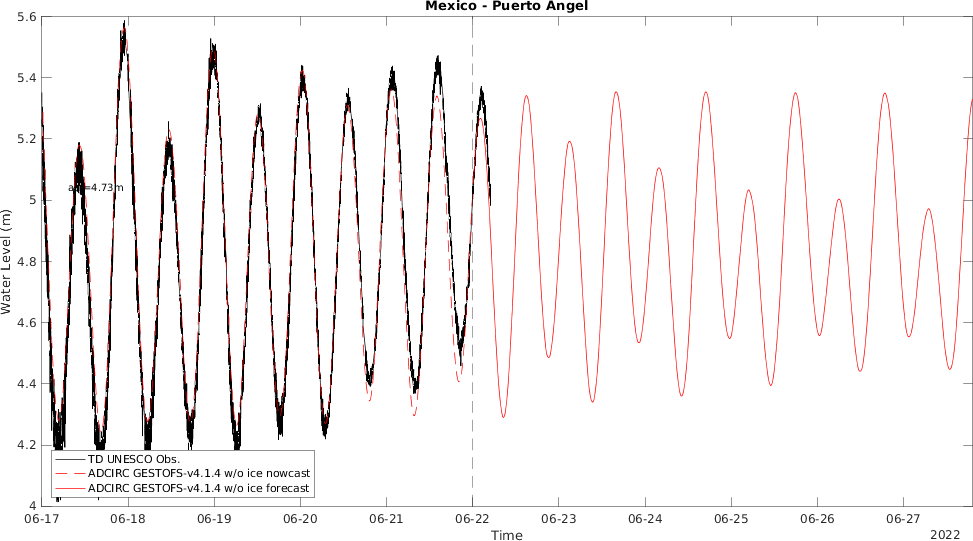 Mexico - Puerto Angel
5.6
5.4
5.2
5
4.8
4.6
4.4
4.2
4
Water Level (m)
=4.73m
TD UNESCO Obs.
ADCIRC GESTOFS-v4.1.4 w/o ice nowcast
ADCIRC GESTOFS-v4.1.4 w/o ice forecast
06-17 06-18 06-19 06-20 06-21 06-22 06-23 06-24 06-25 06-26 06-27
Time
2022